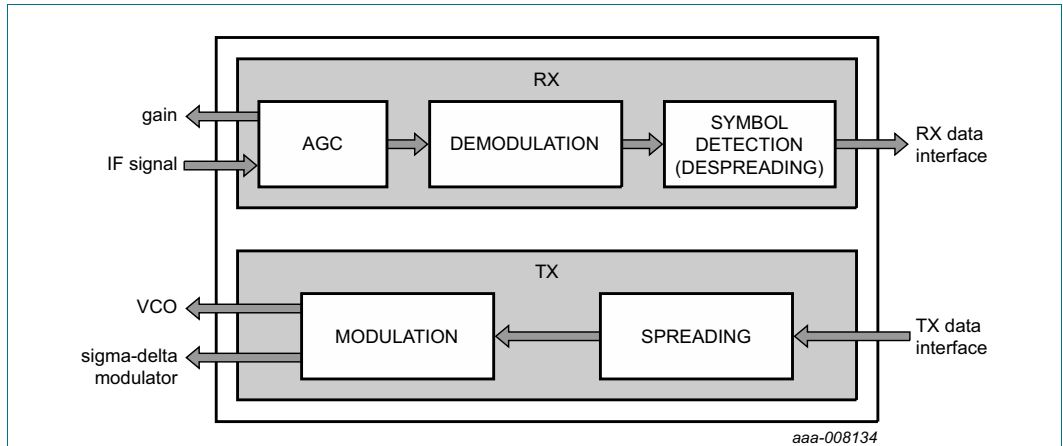 RX
gain
IF signal
AGC
DEMODULATION
SYMBOL
DETECTION
(DESPREADING)
RX data
interface
TX
VCO
sigma-delta
modulator
MODULATION
SPREADING
TX data
interface
aaa-008134